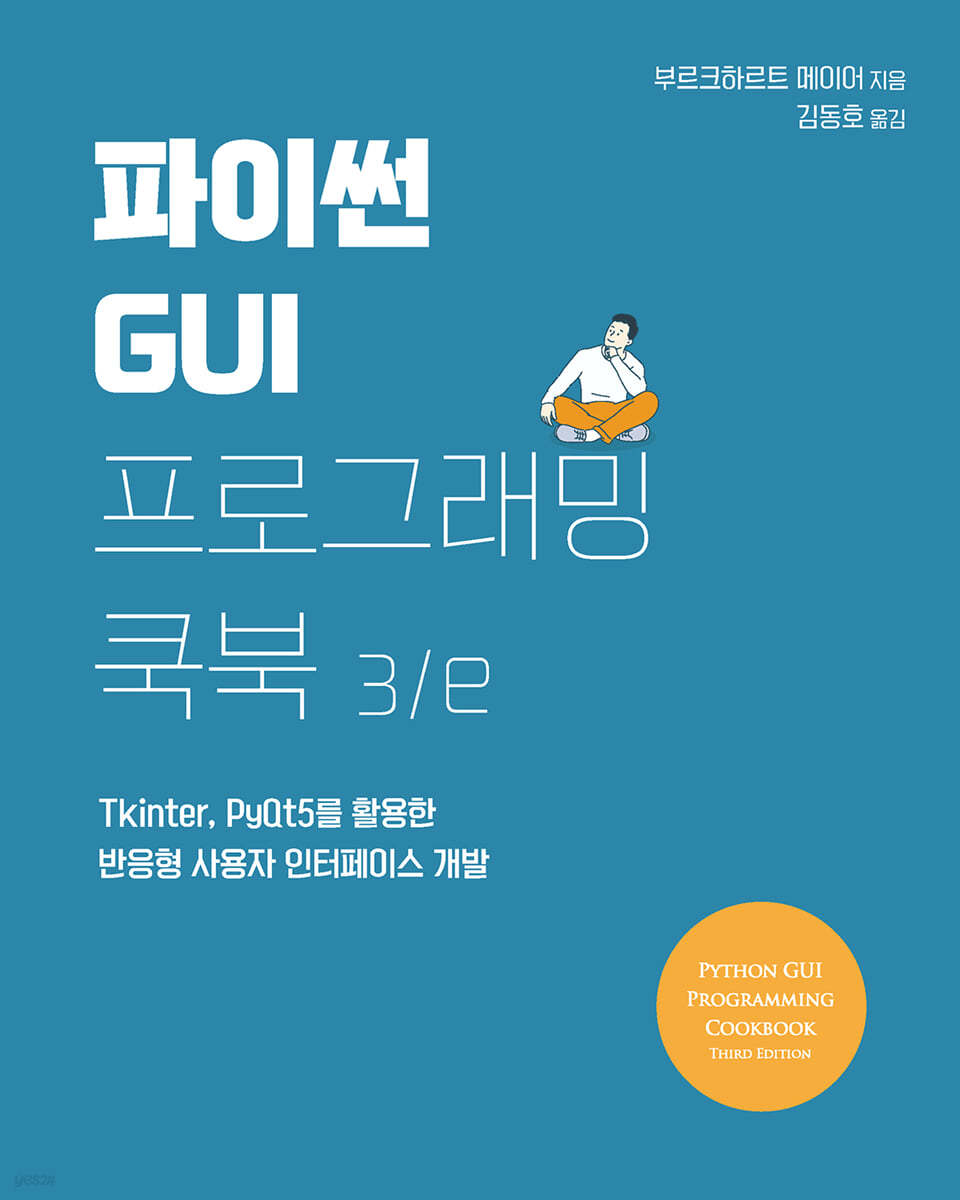 부르크하르트 메이어 지음
김동호 옮김
파이썬
GUI
프로그래밍
쿡북 3/e
Tkinter, PyQt5를 활용한
반응형 사용자 인터페이스 개발
PYTHON GUI
PROGRAMMING
COOKBOOK
THIRD EDITION